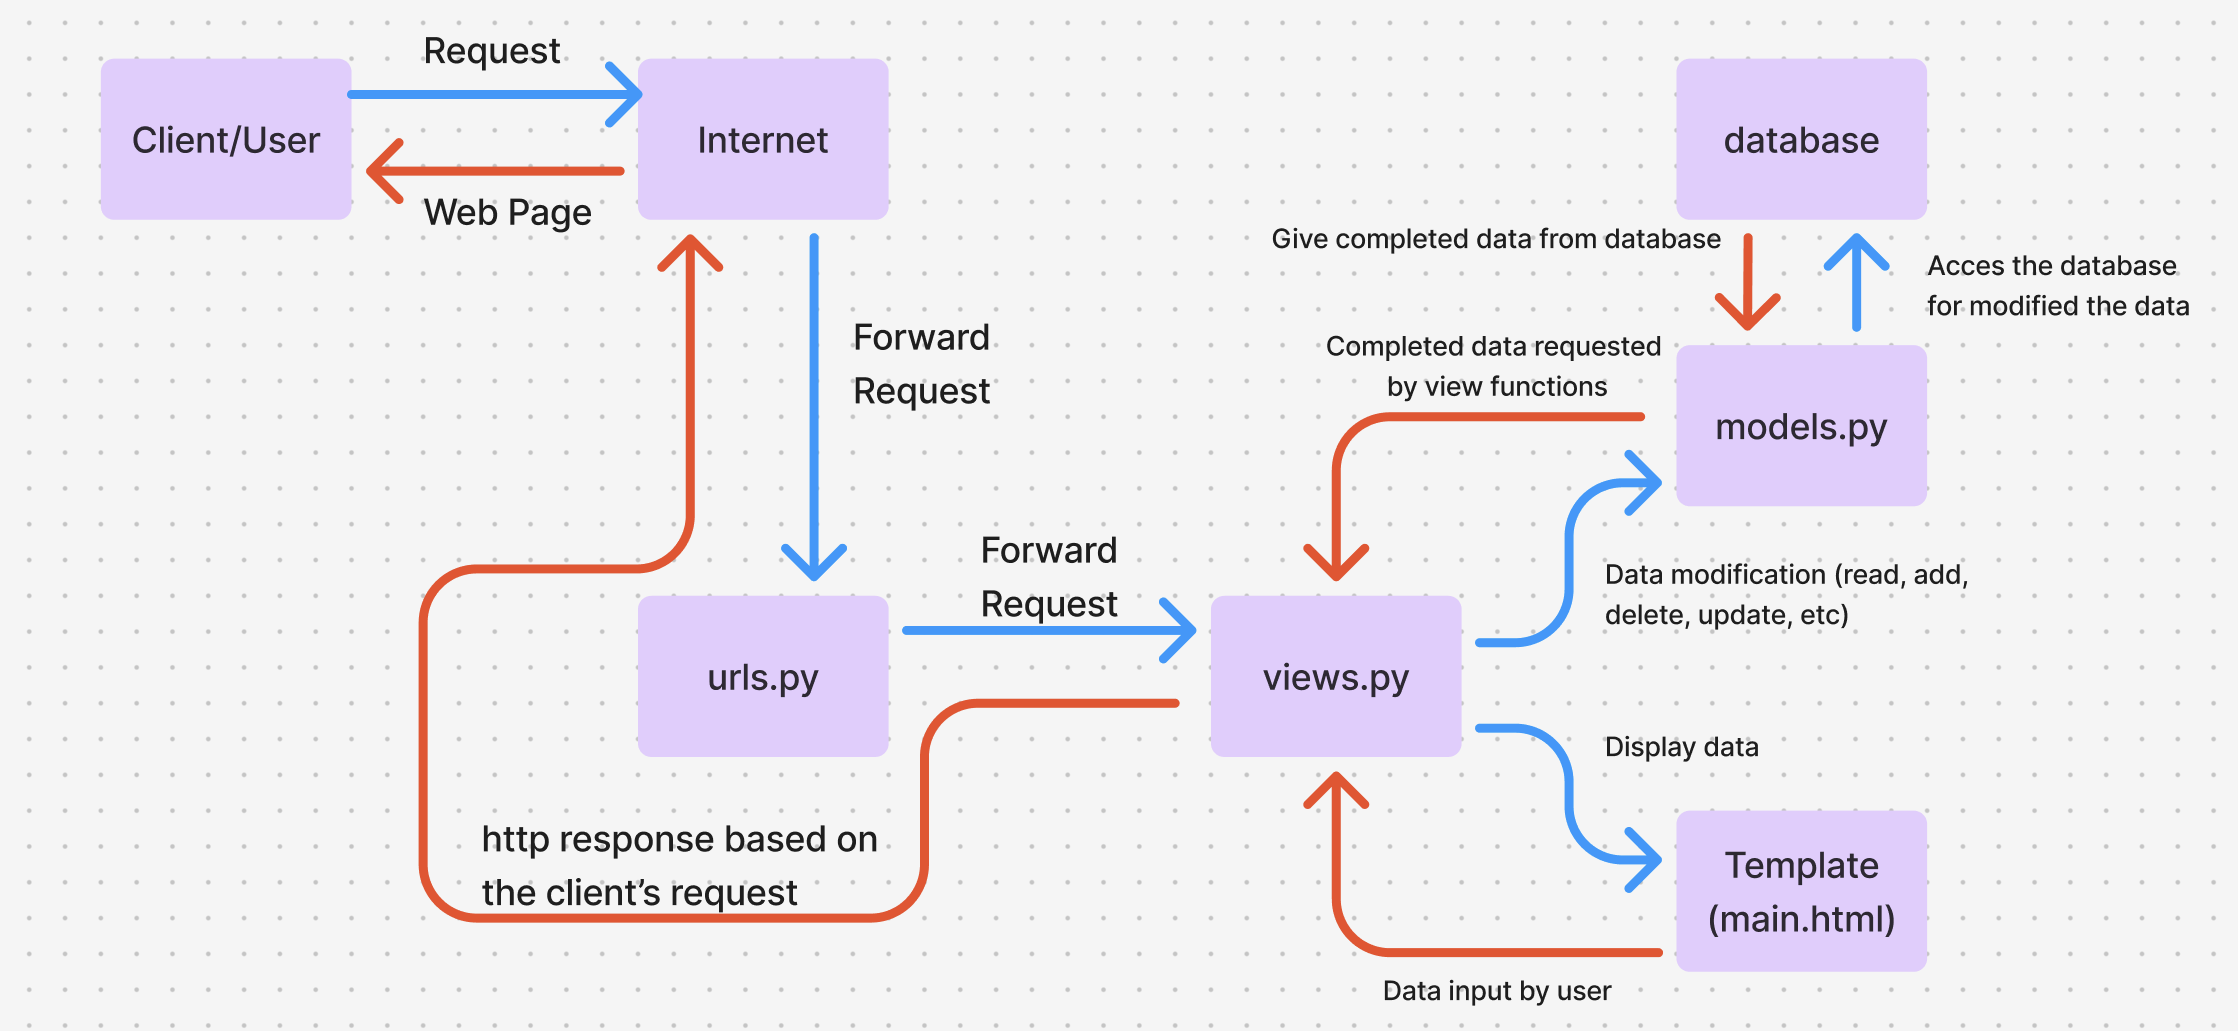 Request
Client/User
Internet
Web Page
database
Give completed data from database
Acces the database
for modified the data
Forward
Request
Completed data requested
by view functions
models.py
Forward
Request
Data modification (read, add,
delete, update, etc)
urls.py
views.py
Display data
http response based on
the client’s request
Template
(main.html)
Data input by user